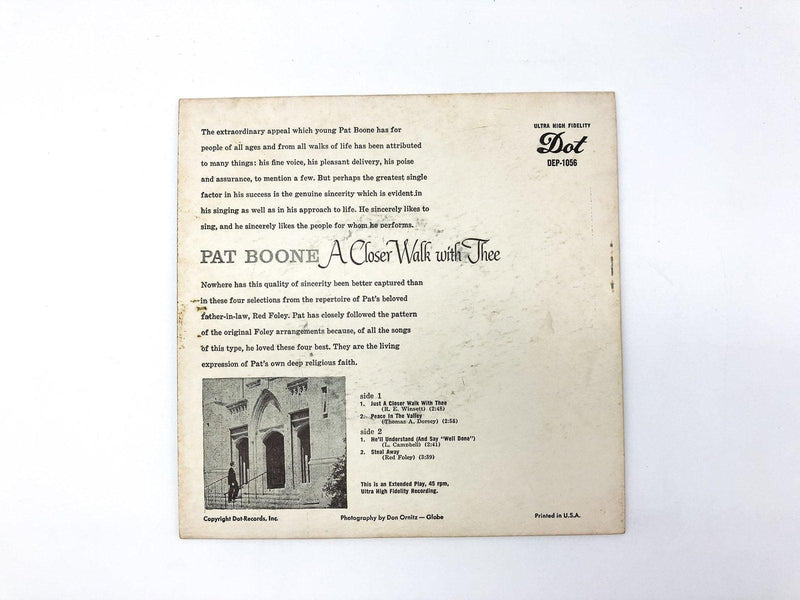 The extraordinary appeal which young Pat Boone has for
people of all ages and from all walks of life has been attributed
to many things: his fine voice, his pleasant delivery, his poise
and assurance, to mention a few. But perhaps the greatest single
factor in his success is the genuine sincerity which is evident in
his singing as well as in his approach to life. He sincerely likes to
sing, and he sincerely likes the people for whom he performs.
ULTRA HIGH FIDELITY
Dot
DEP-1056
PAT BOONE A Closer Walk with Thee
Nowhere has this quality of sincerity been better captured than
in these four selections from the repertoire of Pat's beloved
father-in-law, Red Foley. Pat has closely followed the pattern
of the original Foley arrangements because, of all the songs
of this type, he loved these four best. They are the living
expression of Pat's own deep religious faith.
side 1
1. Just A Closer Walk With Thee
(R. E. Winsett) (2:48)
2. Peace In The Valley
(Thomas A. Dorsey) (2:58)
side 2
1. He'll Understand (And Say "Well Done")
(L. Campbell) (2:41)
2. Steal Away
(Red Foley) (3:39)
This is an Extended Play, 45 rpm,
Ultra High Fidelity Recording.
Copyright Dot Records, Inc.
Photography by Don Ornitz — Globe
Printed in U.S.A.